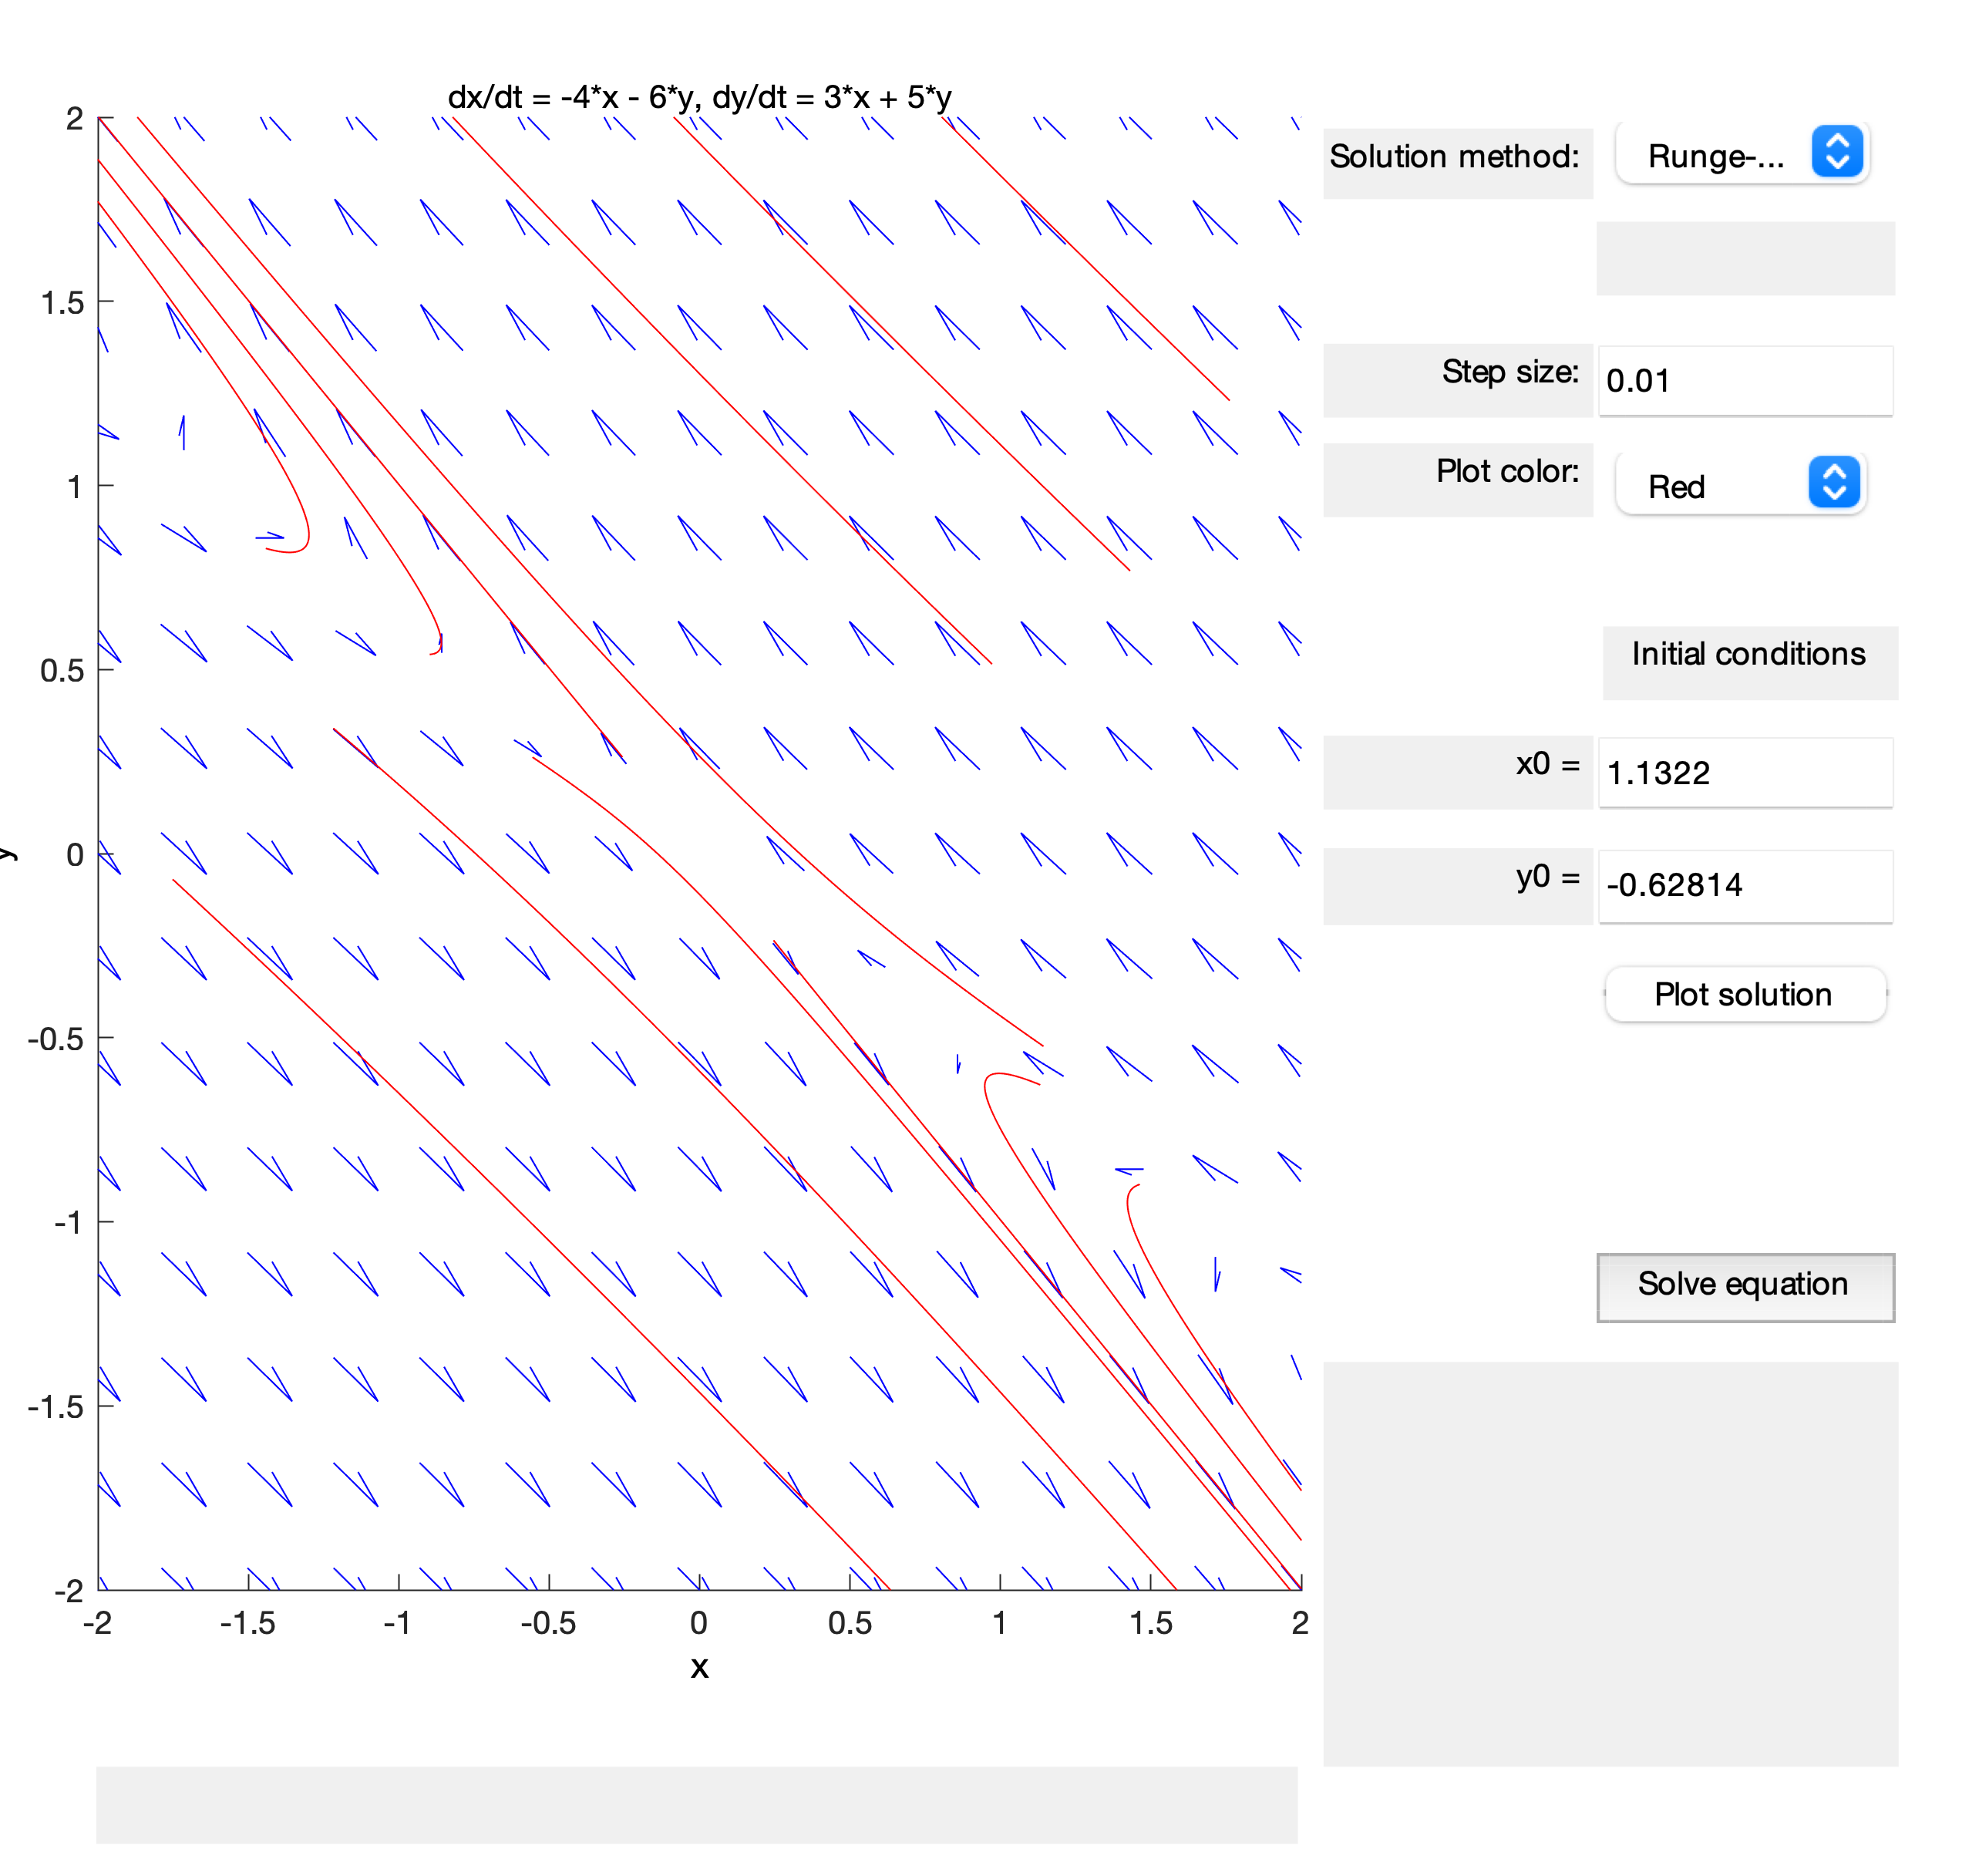 dx/dt = -4*x - 6*y, dy/dt = 3*x + 5*y
2
1.5
1
0.5
0
-0.5
-1
-1.5
-2
y
-2
-1.5
-1
-0.5
0
0.5
1
1.5
2
x
Solution method:
Runge-...
Step size:
0.01
Plot color:
Red
Initial conditions
x0 =
1.1322
y0 =
-0.62814
Plot solution
Solve equation